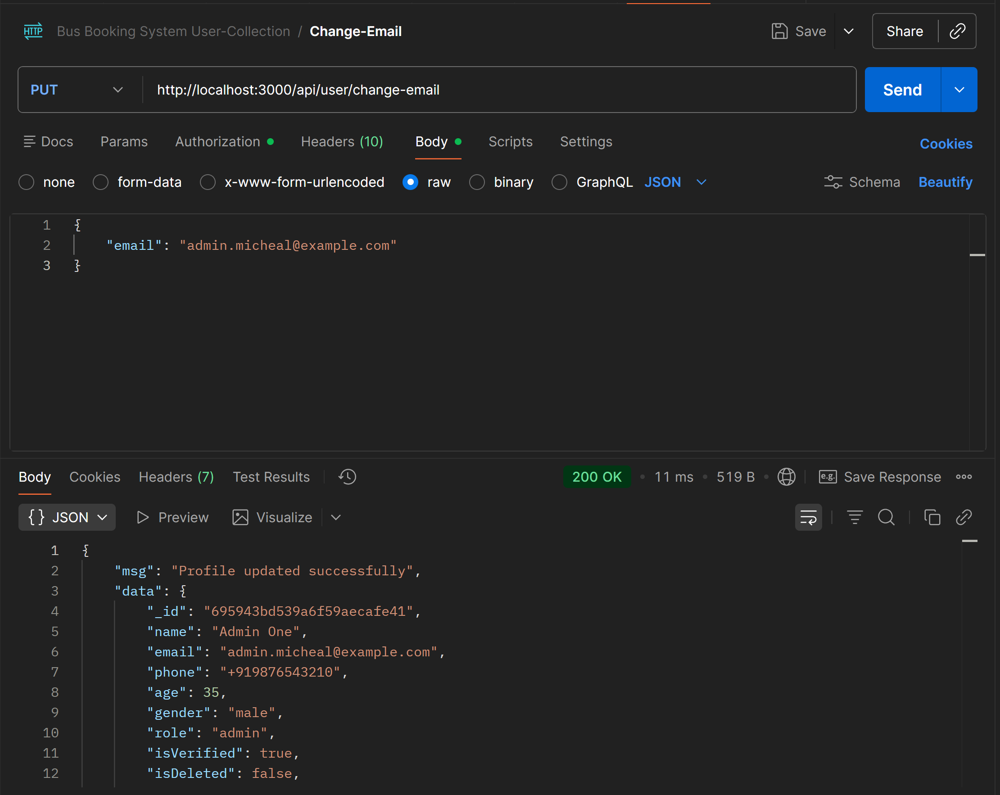 HTTP Bus Booking System User-Collection / Change-Email Save Share
PUT http://localhost:3000/api/user/change-email Send
Docs Params Authorization Headers (10) Body Scripts Settings Cookies
none form-data x-www-form-urlencoded raw binary GraphQL JSON Schema Beautify
1 {
2 "email": "admin.micheal@example.com"
3 }
Body Cookies Headers (7) Test Results 200 OK • 11 ms • 519 B • e.g. Save Response
{} JSON Preview Visualize
1 {
2 "msg": "Profile updated successfully",
3 "data": {
4 "_id": "695943bd539a6f59aecafe41",
5 "name": "Admin One",
6 "email": "admin.micheal@example.com",
7 "phone": "+919876543210",
8 "age": 35,
9 "gender": "male",
10 "role": "admin",
11 "isVerified": true,
12 "isDeleted": false,